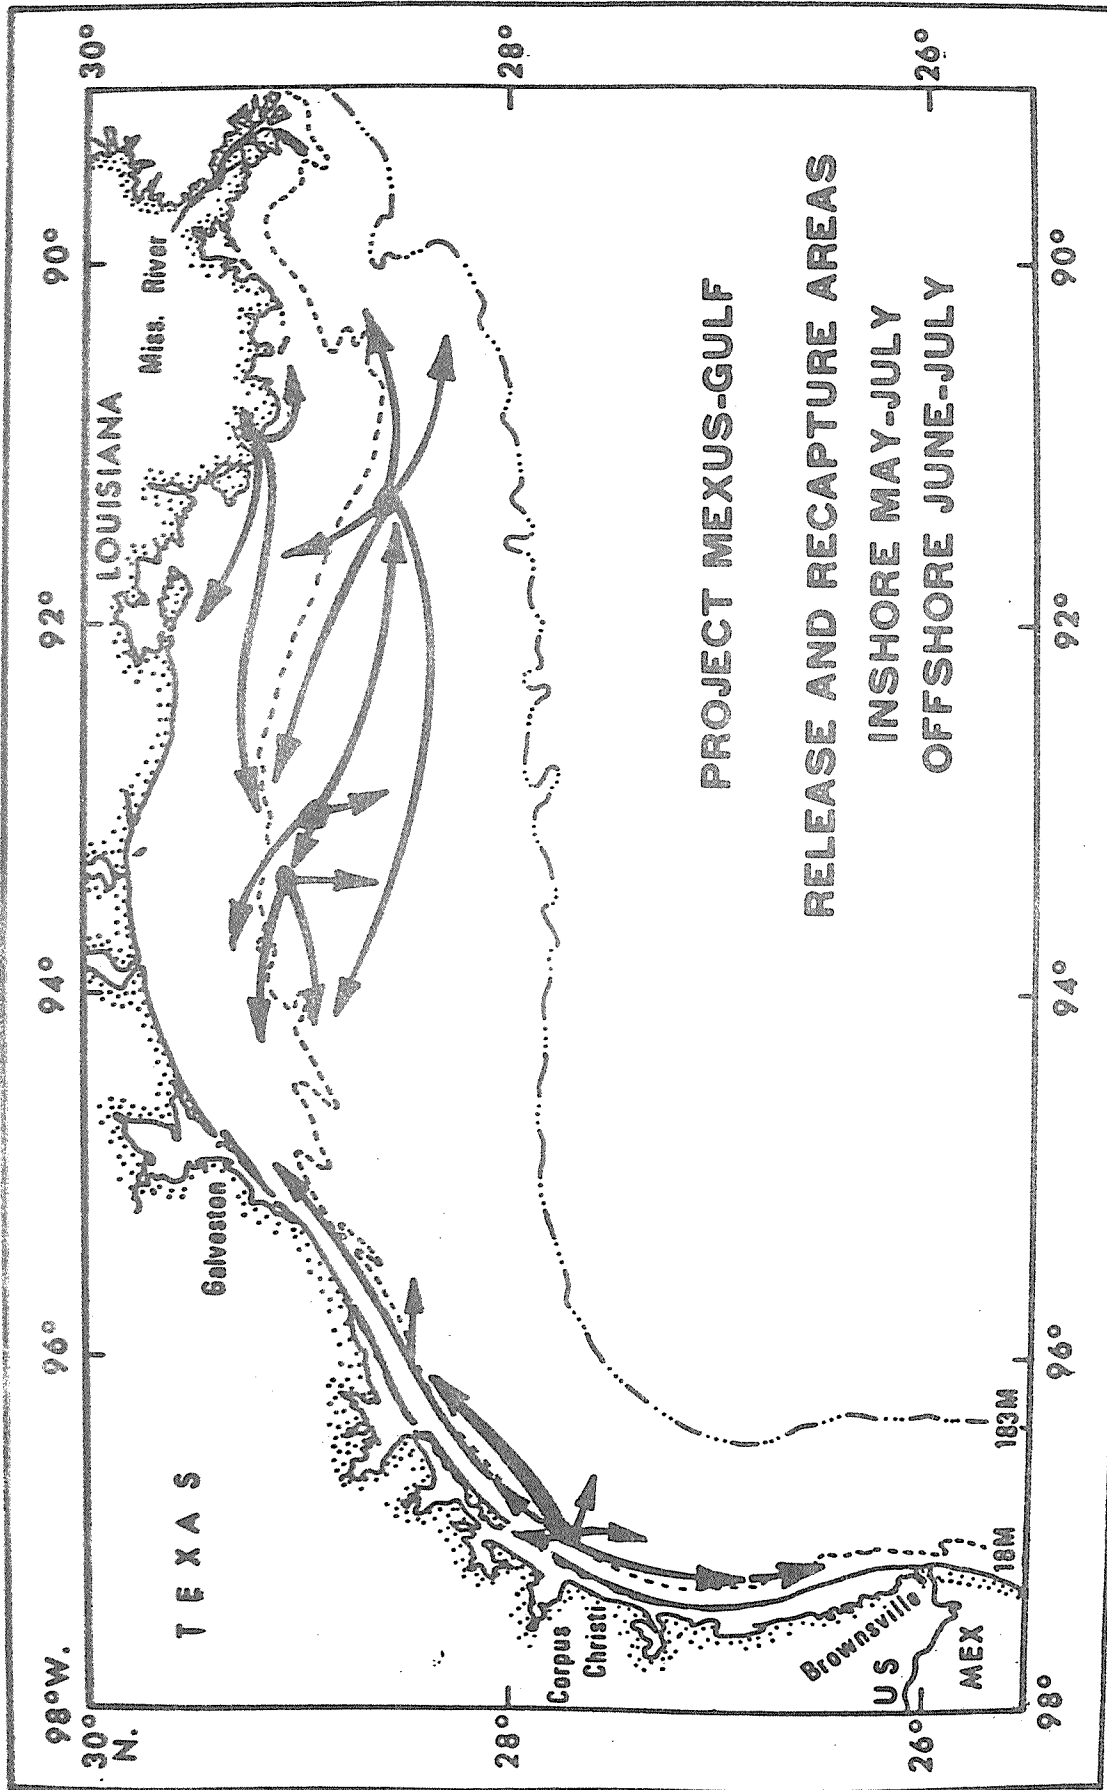 98°W.
96°
94°
92°
90°
30°
N.
30°
TEXAS
LOUISIANA
Miss. River
Galveston
28°
28°
Corpus
Christi
PROJECT MEXUS-GULF
RELEASE AND RECAPTURE AREAS
INSHORE MAY-JULY
OFFSHORE JUNE-JULY
Brownsville
US
MEX
26°
26°
18M
183M
98°
96°
94°
92°
90°